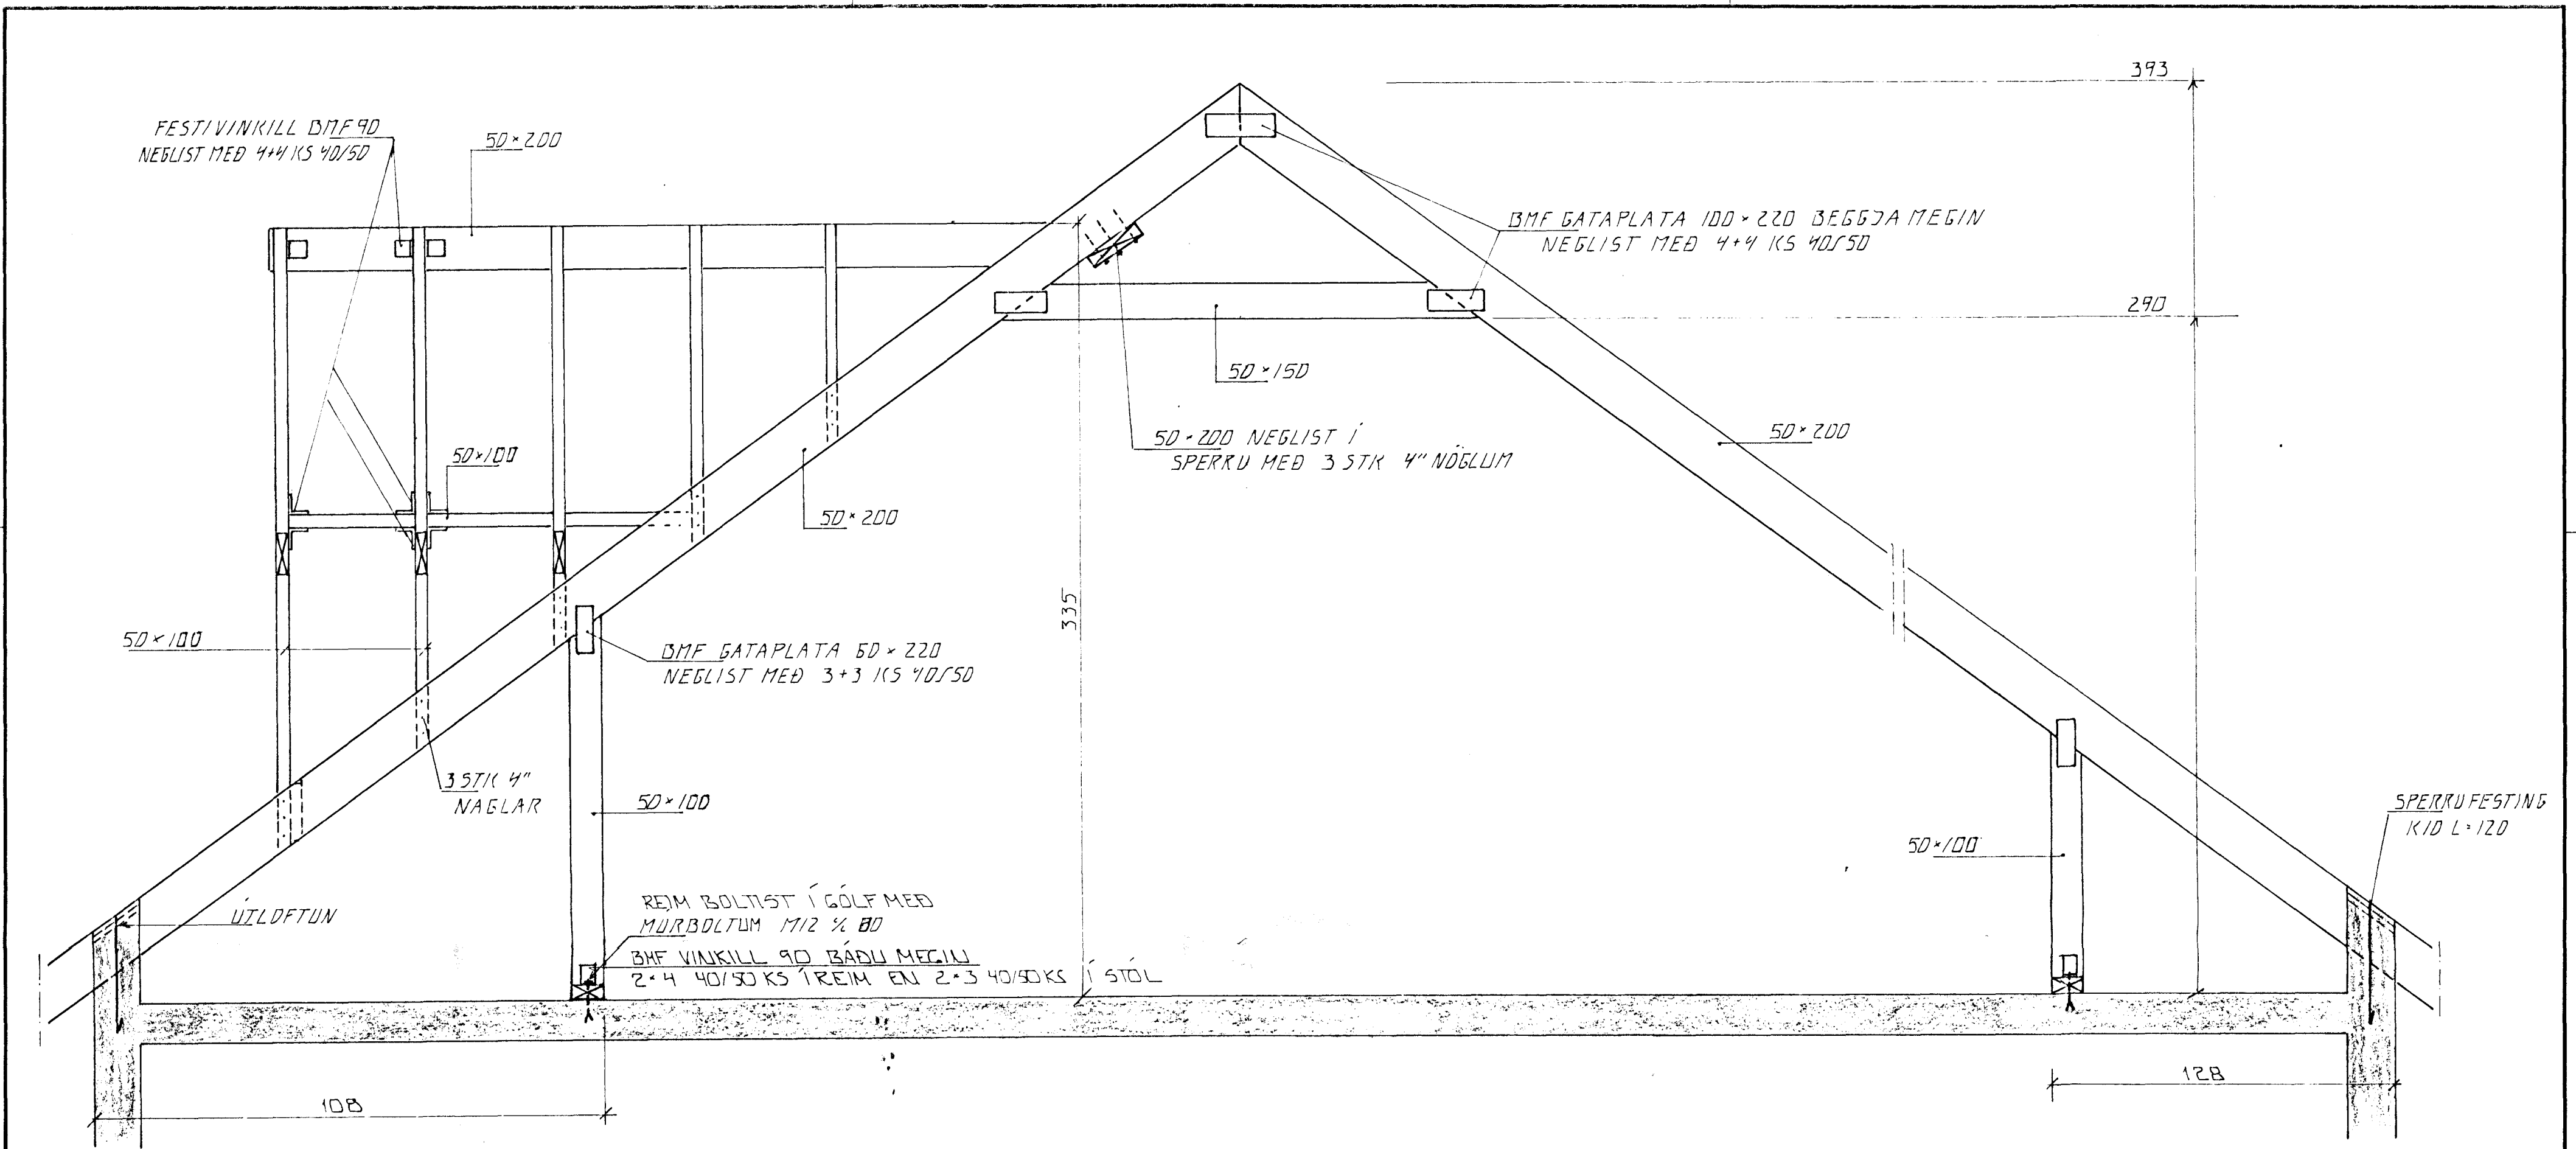 393
FESTIVINKILL BMF 90
NEGLIST MEÐ 4+4 KS 40/50
50×200
BMF GATAPLATA 100×220 BEGGJA MEGIN
NEGLIST MEÐ 4+4 KS 40/50
290
50×150
50×200 NEGLIST Í
SPERRU MEÐ 3 STK 4" NÖGLUM
50×200
50×100
50×200
335
50×100
BMF GATAPLATA 60×220
NEGLIST MEÐ 3+3 KS 40/50
3 STK 4"
NAGLAR
50×100
SPERRUFESTING
K10 L=120
50×100
ÚTLOFTUN
REIM BOLTIST Í GÓLF MEÐ
MÚRBOLTUM M12 % 80
BMF VINKILL 90 BÁÐU MEGIN
2×4 40/50 KS Í REIM EN 2×3 40/50 KS Í STÓL
108
128